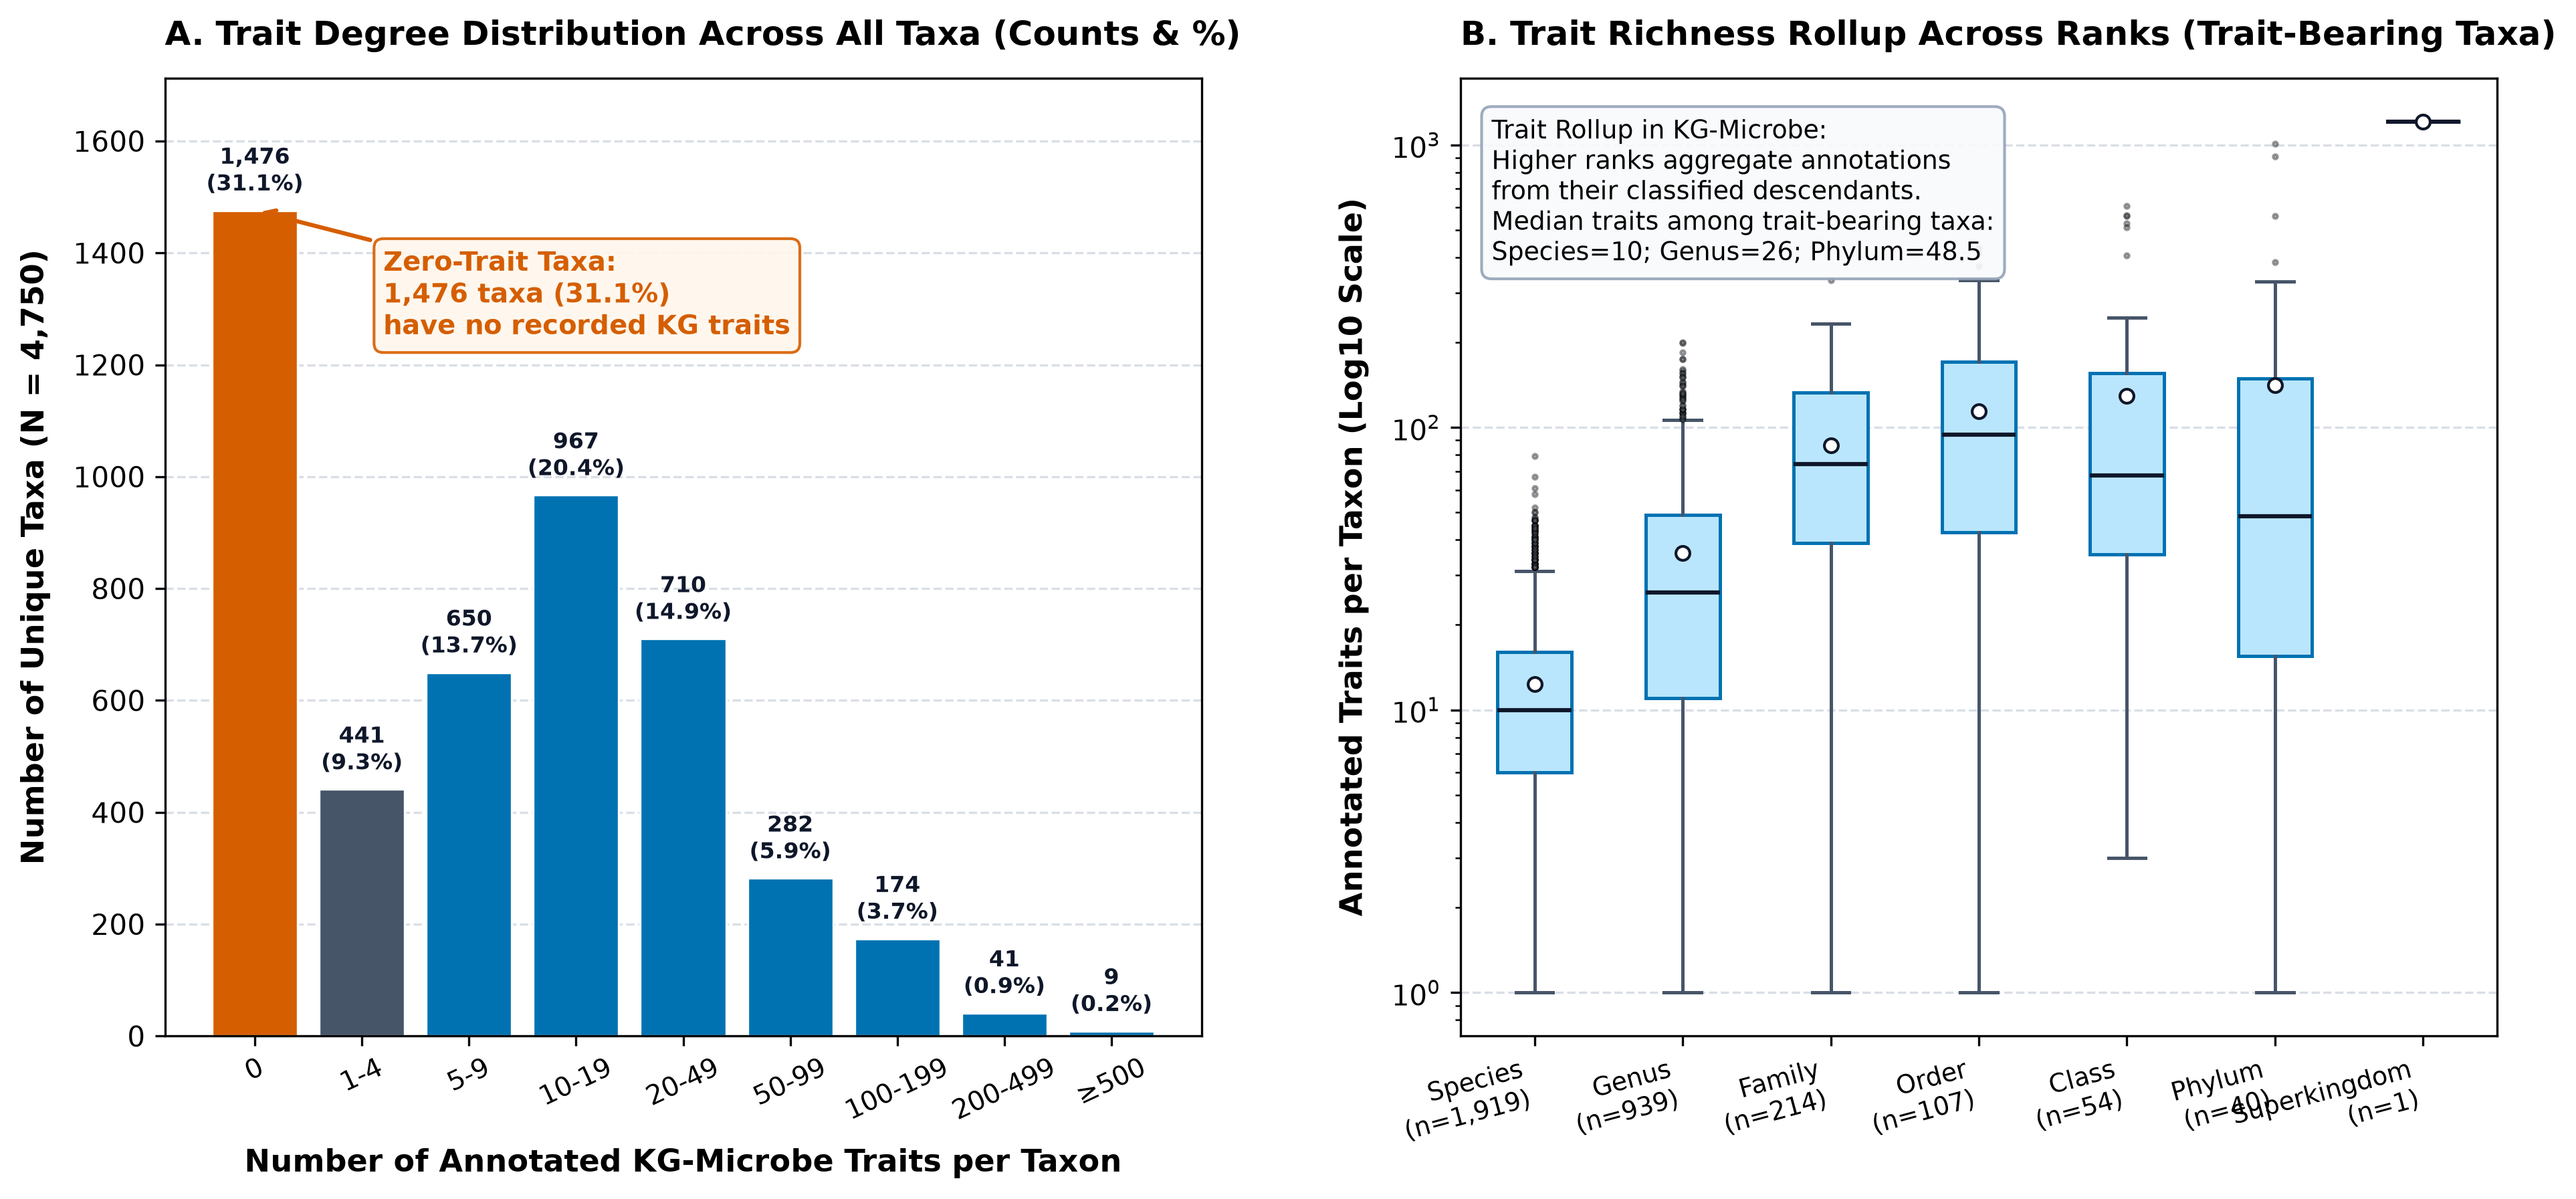 A. Trait Degree Distribution Across All Taxa (Counts & %)
Number of Unique Taxa (N = 4,750)
1600
1400
1200
1000
800
600
400
200
0
1,476
(31.1%)
441
(9.3%)
650
(13.7%)
967
(20.4%)
710
(14.9%)
282
(5.9%)
174
(3.7%)
41
(0.9%)
9
(0.2%)
Zero-Trait Taxa:
1,476 taxa (31.1%)
have no recorded KG traits
0
1-4
5-9
10-19
20-49
50-99
100-199
200-499
≥500
Number of Annotated KG-Microbe Traits per Taxon
B. Trait Richness Rollup Across Ranks (Trait-Bearing Taxa)
Annotated Traits per Taxon (Log10 Scale)
10³
10²
10¹
10⁰
Trait Rollup in KG-Microbe:
Higher ranks aggregate annotations
from their classified descendants.
Median traits among trait-bearing taxa:
Species=10; Genus=26; Phylum=48.5
Species
(n=1,919)
Genus
(n=939)
Family
(n=214)
Order
(n=107)
Class
(n=54)
Phylum
(n=40)
Superkingdom
(n=1)